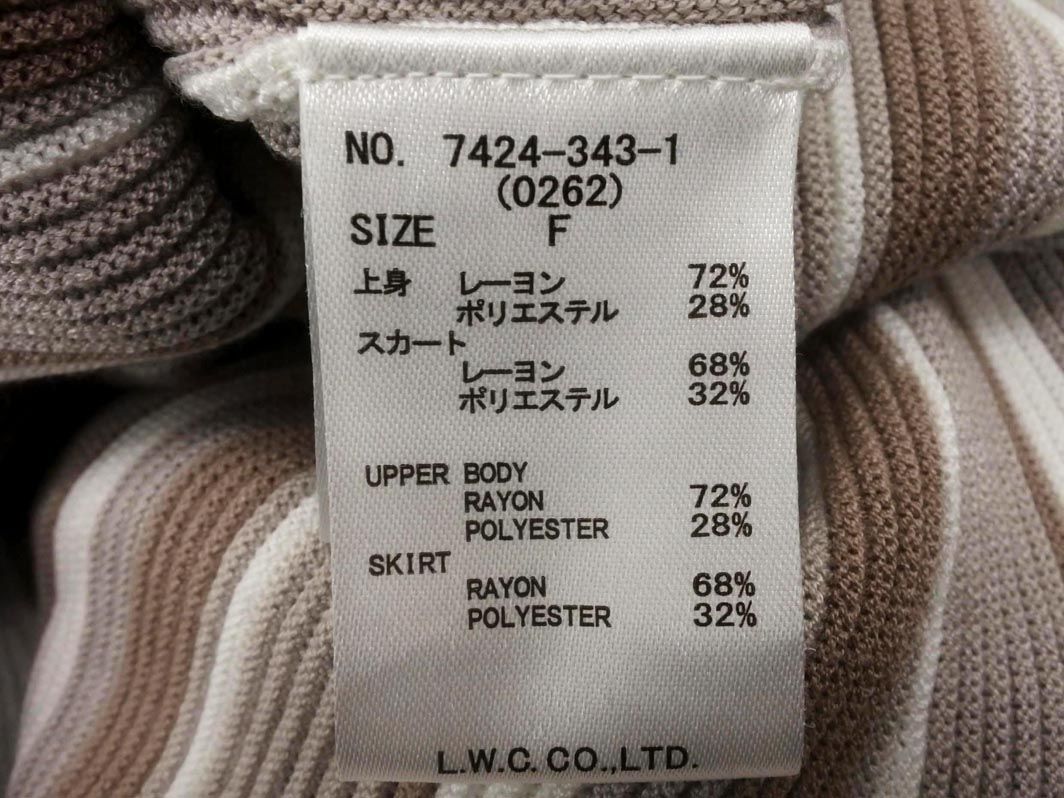 NO. 7424-343-1
(0262)
SIZE F
上身 レーヨン 72%
ポリエステル 28%
スカート
レーヨン 68%
ポリエステル 32%
UPPER BODY
RAYON 72%
POLYESTER 28%
SKIRT
RAYON 68%
POLYESTER 32%
L.W.C. CO.,LTD.